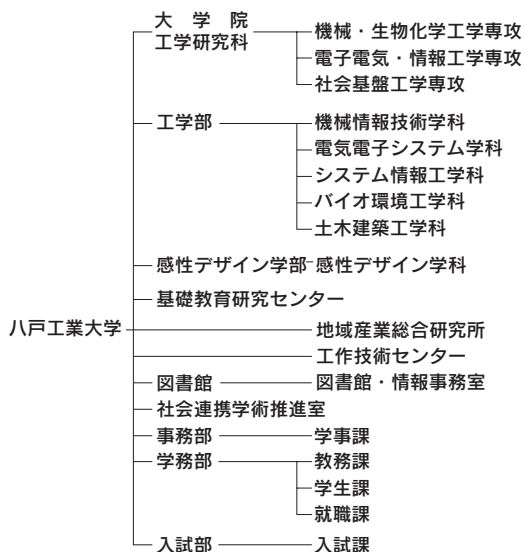 大 学 院
工学研究科
機械・生物化学工学専攻
電子電気・情報工学専攻
社会基盤工学専攻
工学部
機械情報技術学科
電気電子システム学科
システム情報工学科
バイオ環境工学科
土木建築工学科
感性デザイン学部
感性デザイン学科
基礎教育研究センター
八戸工業大学
地域産業総合研究所
工作技術センター
図書館
図書館・情報事務室
社会連携学術推進室
事務部
学事課
学務部
教務課
学生課
就職課
入試部
入試課